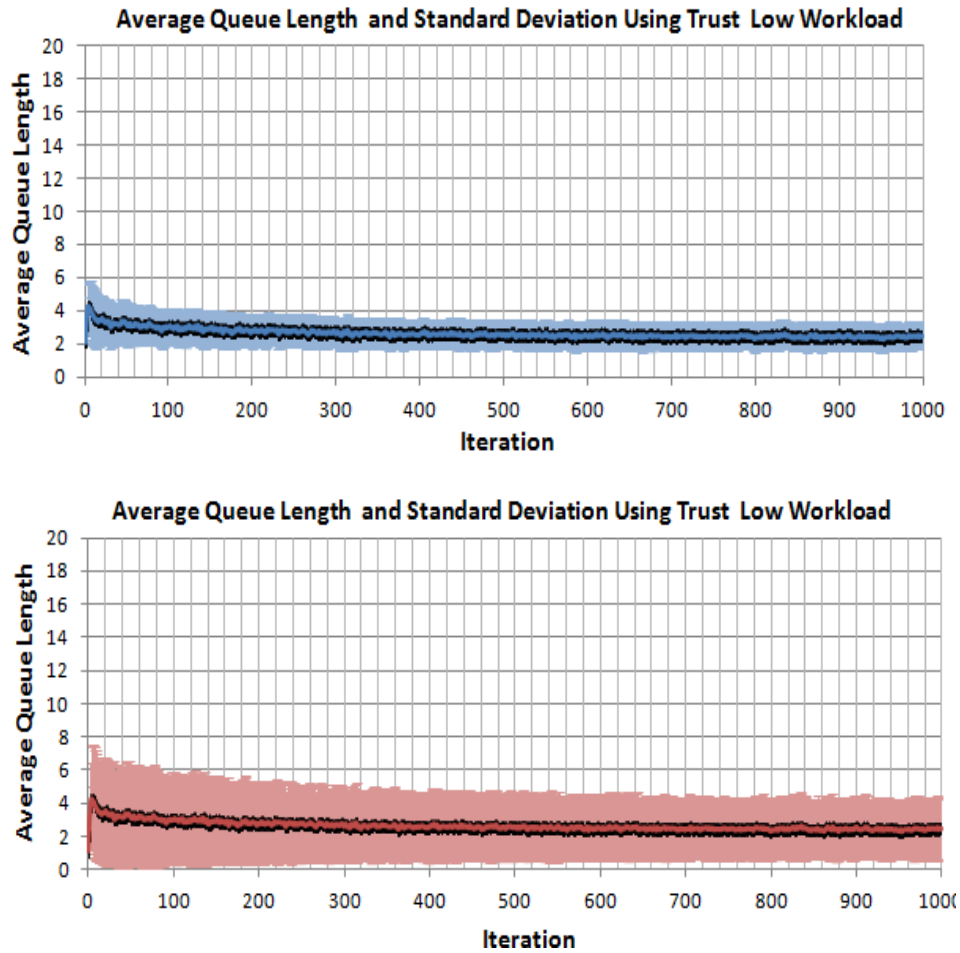 Average Queue Length and Standard Deviation Using Trust Low Workload
Average Queue Length
20
18
16
14
12
10
8
6
4
2
0
0 100 200 300 400 500 600 700 800 900 1000
Iteration
Average Queue Length and Standard Deviation Using Trust Low Workload
Average Queue Length
20
18
16
14
12
10
8
6
4
2
0
0 100 200 300 400 500 600 700 800 900 1000
Iteration